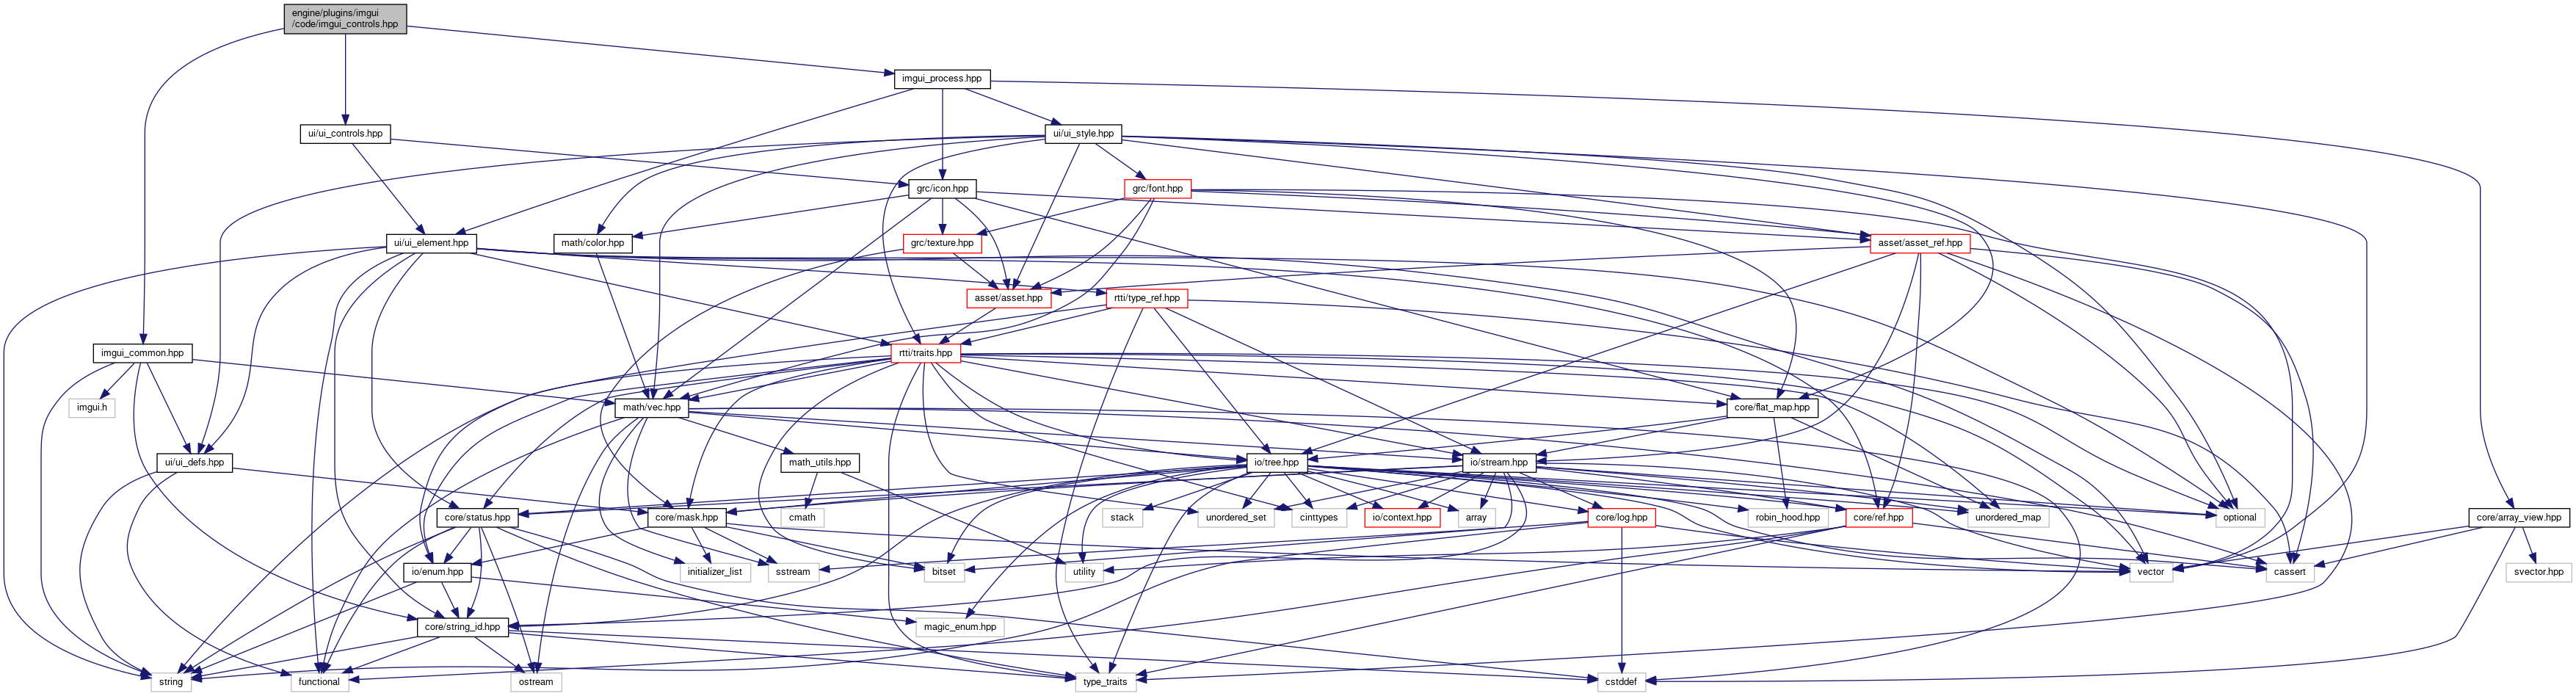 engine/plugins/imgui
/code/imgui_controls.hpp
imgui_process.hpp
ui/ui_controls.hpp
ui/ui_style.hpp
grc/icon.hpp
grc/font.hpp
ui/ui_element.hpp
math/color.hpp
grc/texture.hpp
asset/asset_ref.hpp
asset/asset.hpp
rtti/type_ref.hpp
imgui_common.hpp
rtti/traits.hpp
imgui.h
math/vec.hpp
core/flat_map.hpp
ui/ui_defs.hpp
math_utils.hpp
io/tree.hpp
io/stream.hpp
core/status.hpp
core/mask.hpp
cmath
stack
unordered_set
cinttypes
io/context.hpp
array
core/log.hpp
robin_hood.hpp
core/ref.hpp
unordered_map
optional
core/array_view.hpp
io/enum.hpp
initializer_list
sstream
bitset
utility
vector
cassert
svector.hpp
core/string_id.hpp
magic_enum.hpp
string
functional
ostream
type_traits
cstddef